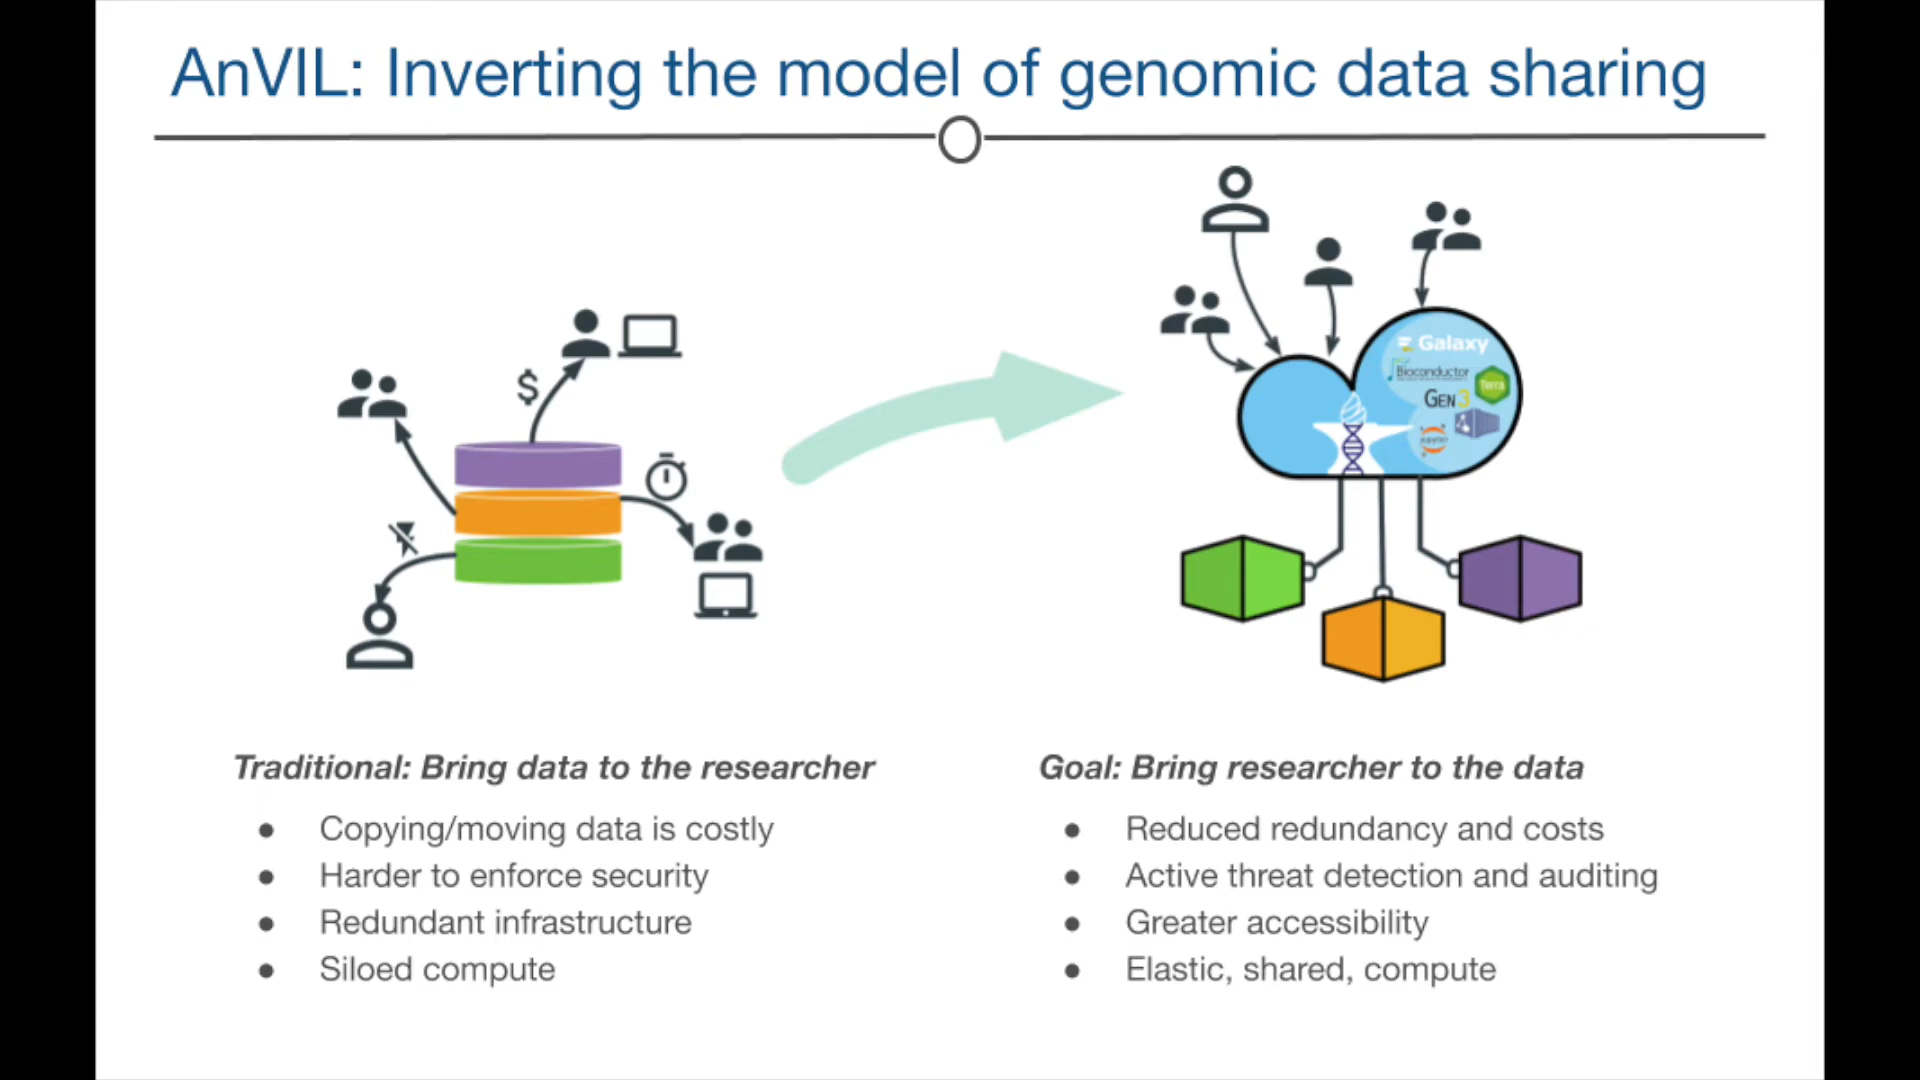 AnVIL: Inverting the model of genomic data sharing
$
Galaxy
Bioconductor
Terra
GEN3
jupyter
Traditional: Bring data to the researcher
● Copying/moving data is costly
● Harder to enforce security
● Redundant infrastructure
● Siloed compute
Goal: Bring researcher to the data
● Reduced redundancy and costs
● Active threat detection and auditing
● Greater accessibility
● Elastic, shared, compute